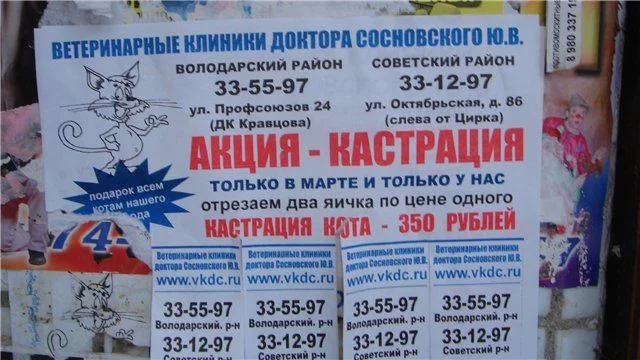 ВЕТЕРИНАРНЫЕ КЛИНИКИ ДОКТОРА СОСНОВСКОГО Ю.В.
ВОЛОДАРСКИЙ РАЙОН
33-55-97
ул. Профсоюзов 24
(ДК Кравцова)
СОВЕТСКИЙ РАЙОН
33-12-97
ул. Октябрьская, д. 86
(слева от Цирка)
АКЦИЯ - КАСТРАЦИЯ
подарок всем
котам нашего
ТОЛЬКО В МАРТЕ И ТОЛЬКО У НАС
отрезаем два яичка по цене одного
КАСТРАЦИЯ КОТА - 350 РУБЛЕЙ
Ветеринарные клиники
доктора Сосновского Ю.В.
www.vkdc.ru
33-55-97
Володарский. р-н
33-12-97
Советский р-н
Ветеринарные клиники
доктора Сосновского Ю.В.
www.vkdc.ru
33-55-97
Володарский. р-н
33-12-97
Советский р-н
Ветеринарные клиники
доктора Сосновского Ю.В.
www.vkdc.ru
33-55-97
Володарский. р-н
33-12-97
Советский р-н
Ветеринарные клиники
доктора Сосновского Ю.В.
www.vkdc.ru
33-55-97
Володарский. р-н
33-12-97
Советский р-н
74-
8 980 337